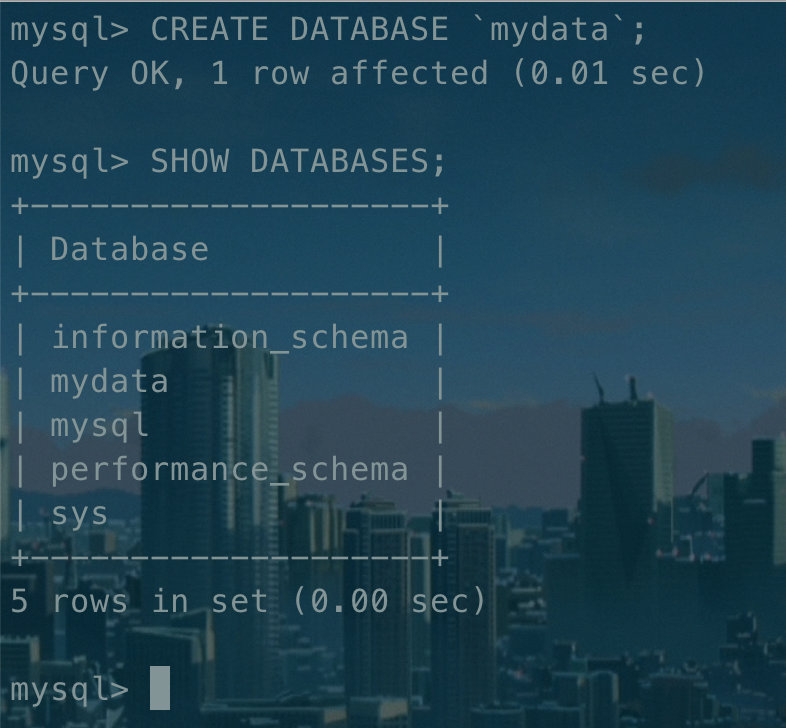 mysql> CREATE DATABASE `mydata`;
Query OK, 1 row affected (0.01 sec)
mysql> SHOW DATABASES;
+--------------------+
| Database           |
+--------------------+
| information_schema |
| mydata             |
| mysql              |
| performance_schema |
| sys                |
+--------------------+
5 rows in set (0.00 sec)
mysql>